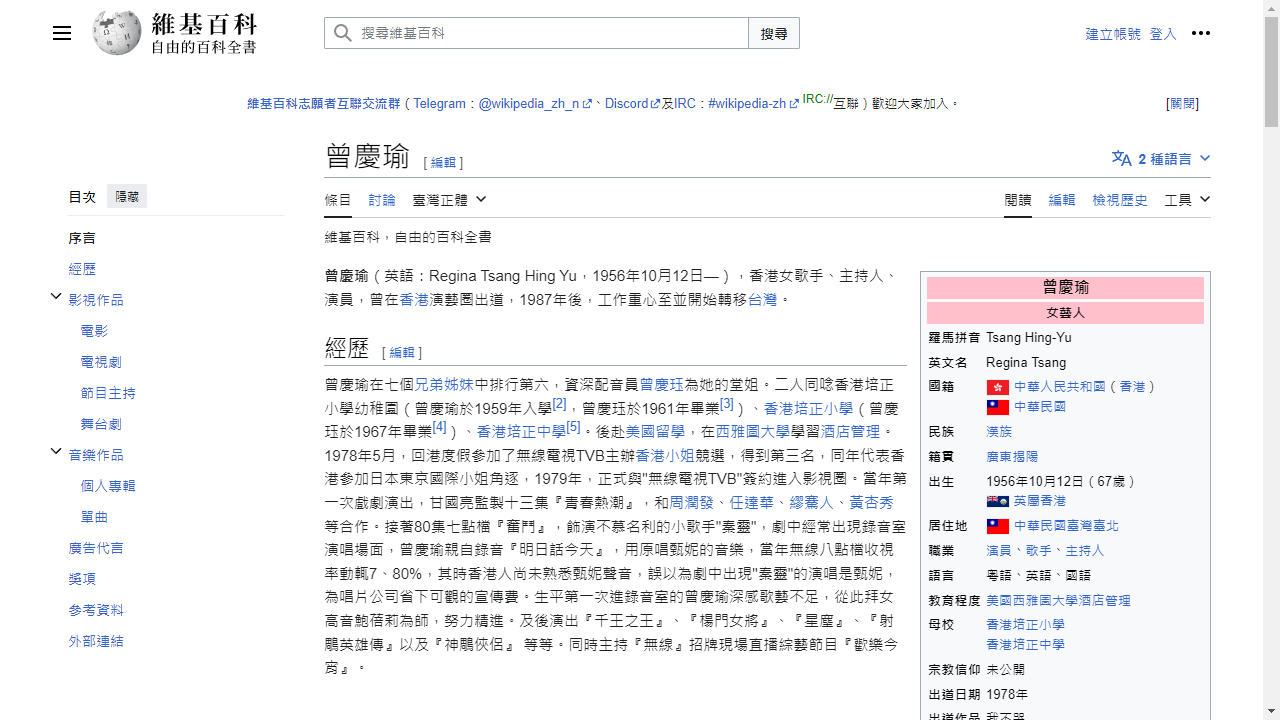 維基百科
自由的百科全書
搜尋維基百科
搜尋
建立帳號 登入
維基百科志願者互聯交流群（Telegram：@wikipedia_zh_n、Discord及IRC：#wikipedia-zh IRC://互聯）歡迎大家加入。
[關閉]
曾慶瑜 [ 編輯 ]
2 種語言
目次 隱藏
序言
經歷
影視作品
電影
電視劇
節目主持
舞台劇
音樂作品
個人專輯
單曲
廣告代言
獎項
參考資料
外部連結
條目 討論 臺灣正體
閱讀 編輯 檢視歷史 工具
維基百科，自由的百科全書
曾慶瑜（英語：Regina Tsang Hing Yu，1956年10月12日—），香港女歌手、主持人、
演員，曾在香港演藝圈出道，1987年後，工作重心至並開始轉移台灣。
經歷 [ 編輯 ]
曾慶瑜在七個兄弟姊妹中排行第六，資深配音員曾慶珏為她的堂姐。二人同唸香港培正
小學幼稚園（曾慶瑜於1959年入學[2]，曾慶珏於1961年畢業[3]）、香港培正小學（曾慶
珏於1967年畢業[4]）、香港培正中學[5]。後赴美國留學，在西雅圖大學學習酒店管理。
1978年5月，回港度假參加了無線電視TVB主辦香港小姐競選，得到第三名，同年代表香
港參加日本東京國際小姐角逐，1979年，正式與"無線電視TVB"簽約進入影視圈。當年第
一次戲劇演出，甘國亮監製十三集『青春熱潮』，和周潤發、任達華、繆騫人、黃杏秀
等合作。接著80集七點檔『奮鬥』，飾演不慕名利的小歌手"素靈"，劇中經常出現錄音室
演唱場面，曾慶瑜親自錄音『明日話今天』，用原唱甄妮的音樂，當年無線八點檔收視
率動輒7、80%，其時香港人尚未熟悉甄妮聲音，誤以為劇中出現"素靈"的演唱是甄妮，
為唱片公司省下可觀的宣傳費。生平第一次進錄音室的曾慶瑜深感歌藝不足，從此拜女
高音鮑蓓莉為師，努力精進。及後演出『千王之王』、『楊門女將』、『星塵』、『射
鵰英雄傳』以及『神鵰俠侶』 等等。同時主持『無線』招牌現場直播綜藝節目『歡樂今
宵』。
曾慶瑜
女藝人
羅馬拼音 Tsang Hing-Yu
英文名 Regina Tsang
國籍 中華人民共和國（香港）
中華民國
民族 漢族
籍貫 廣東揭陽
出生 1956年10月12日（67歲）
英屬香港
居住地 中華民國臺灣臺北
職業 演員、歌手、主持人
語言 粵語、英語、國語
教育程度 美國西雅圖大學酒店管理
母校 香港培正小學
香港培正中學
宗教信仰 未公開
出道日期 1978年
出道作品 我不哭